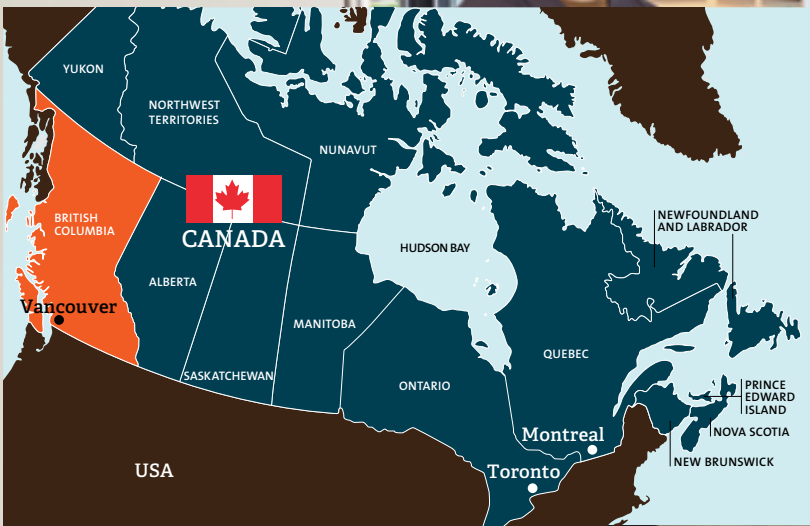 YUKON
NORTHWEST
TERRITORIES
NUNAVUT
BRITISH
COLUMBIA
CANADA
HUDSON BAY
NEWFOUNDLAND
AND LABRADOR
ALBERTA
Vancouver
MANITOBA
SASKATCHEWAN
ONTARIO
QUEBEC
PRINCE
EDWARD
ISLAND
NOVA SCOTIA
NEW BRUNSWICK
Montreal
Toronto
USA